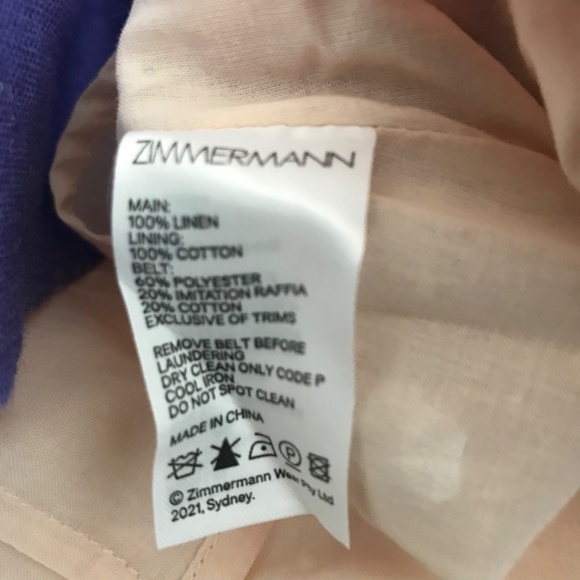 ZIMMERMANN
MAIN:
100% LINEN
LINING:
100% COTTON
BELT:
60% POLYESTER
20% IMITATION RAFFIA
20% COTTON
EXCLUSIVE OF TRIMS
REMOVE BELT BEFORE
LAUNDERING
DRY CLEAN ONLY CODE P
COOL IRON
DO NOT SPOT CLEAN
MADE IN CHINA
P
© Zimmermann Wear Pty Ltd
2021, Sydney.